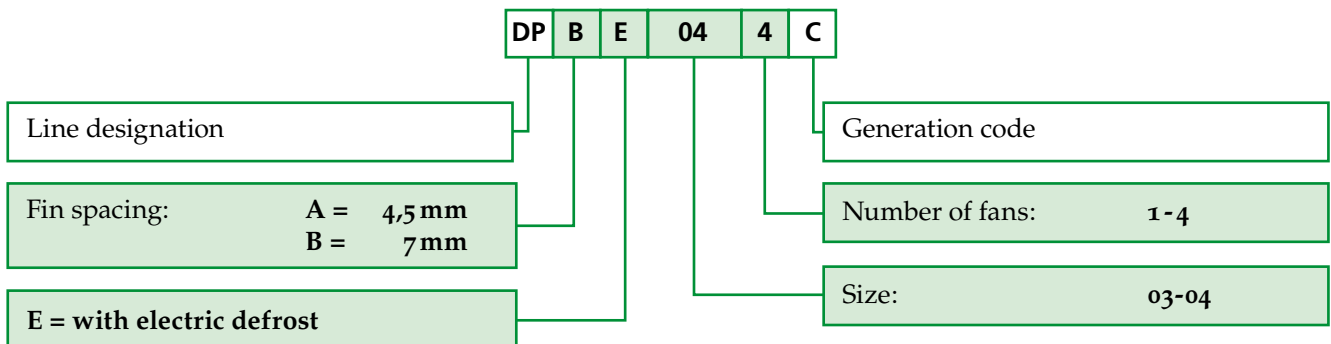 DP B E 04 4 C
Line designation
Generation code
Fin spacing: A = 4,5 mm
B = 7 mm
Number of fans: 1-4
Size: 03-04
E = with electric defrost